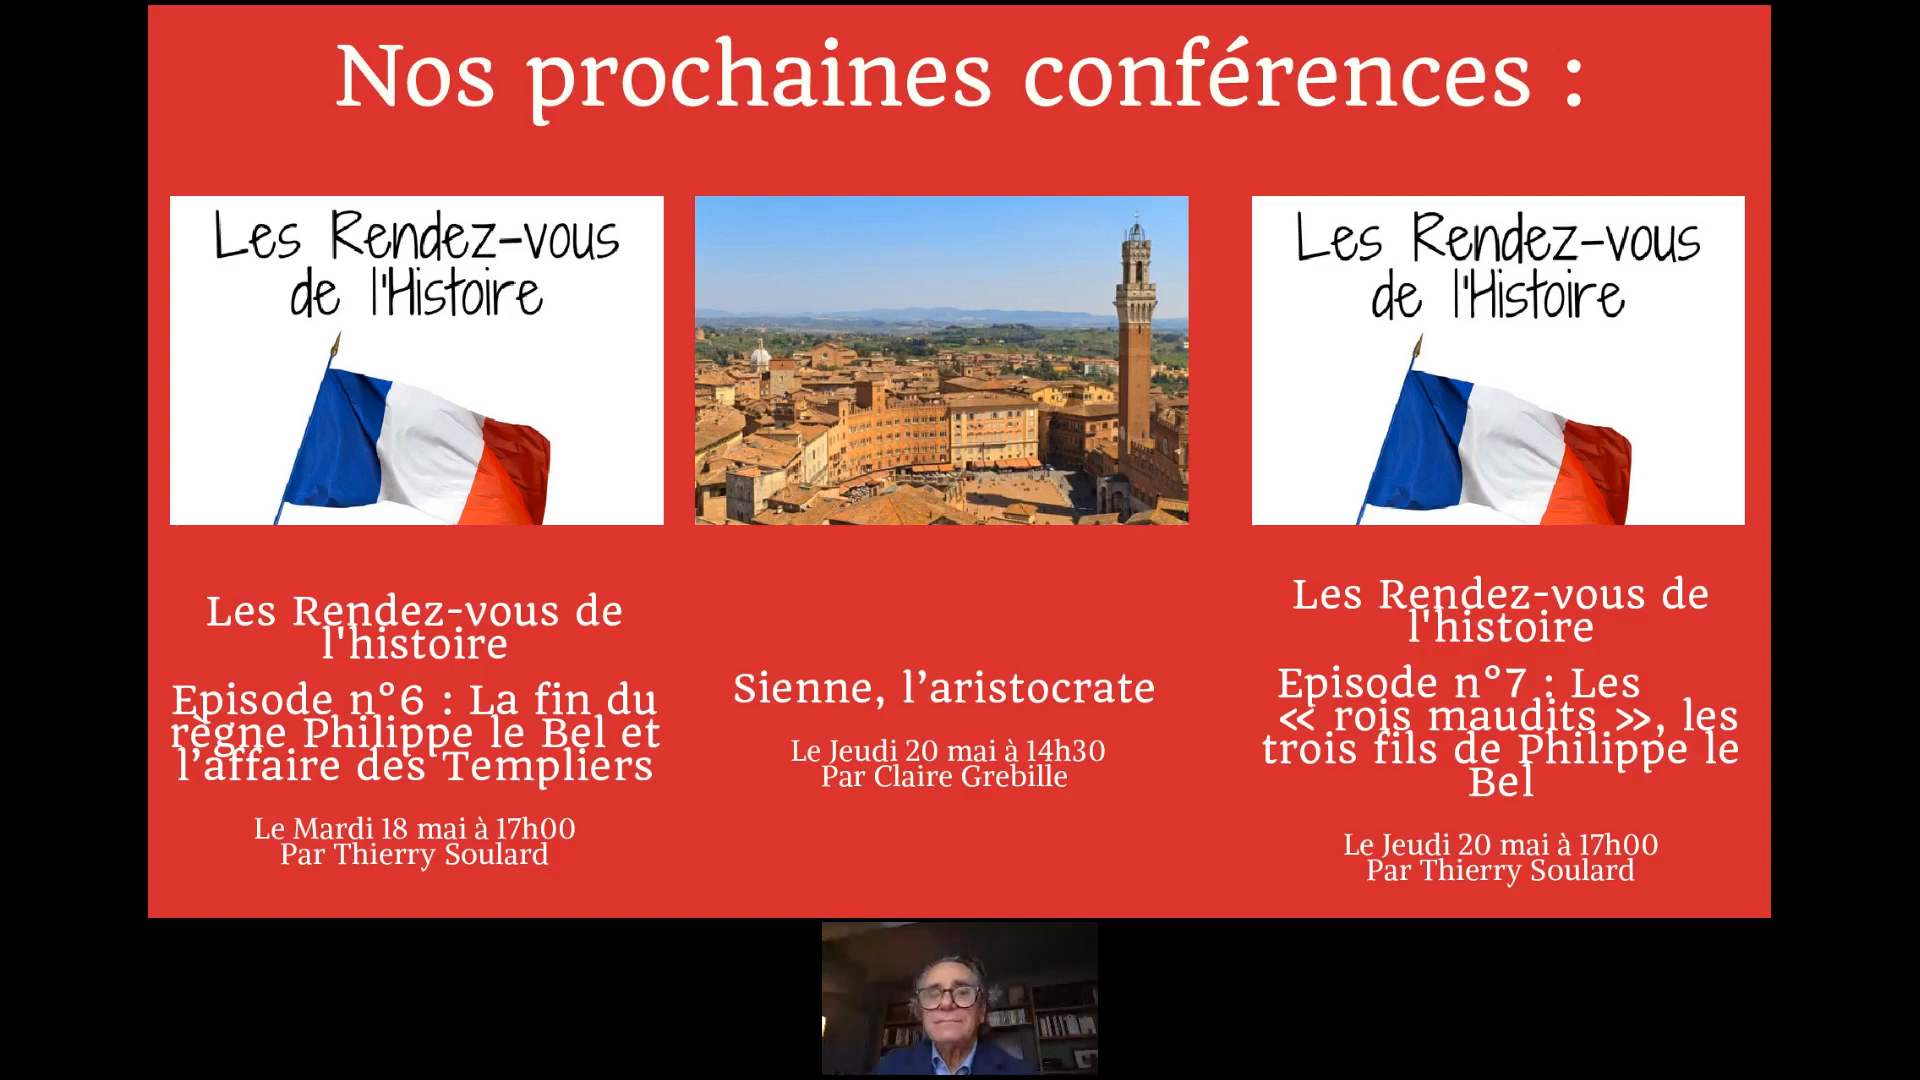 Nos prochaines conférences :
Les Rendez-vous
de l'Histoire
Les Rendez-vous
de l'Histoire
Les Rendez-vous de
l'histoire
Episode n°6 : La fin du
règne Philippe le Bel et
l’affaire des Templiers
Le Mardi 18 mai à 17h00
Par Thierry Soulard
Sienne, l’aristocrate
Le Jeudi 20 mai à 14h30
Par Claire Grebille
Les Rendez-vous de
l'histoire
Episode n°7 : Les
« rois maudits », les
trois fils de Philippe le
Bel
Le Jeudi 20 mai à 17h00
Par Thierry Soulard